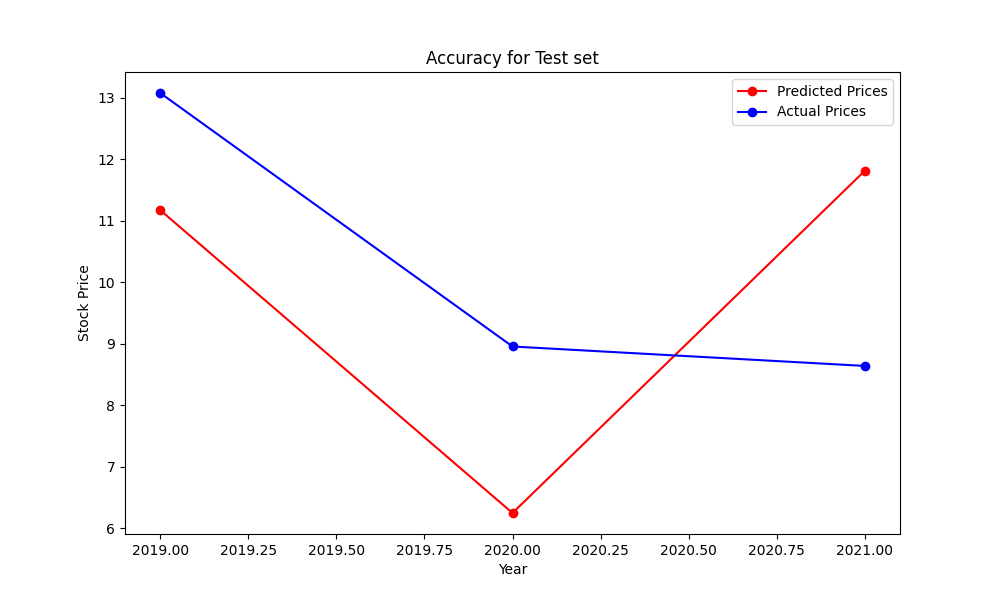 Accuracy for Test set
Predicted Prices
Actual Prices
13
12
11
10
9
8
7
6
Stock Price
2019.00 2019.25 2019.50 2019.75 2020.00 2020.25 2020.50 2020.75 2021.00
Year